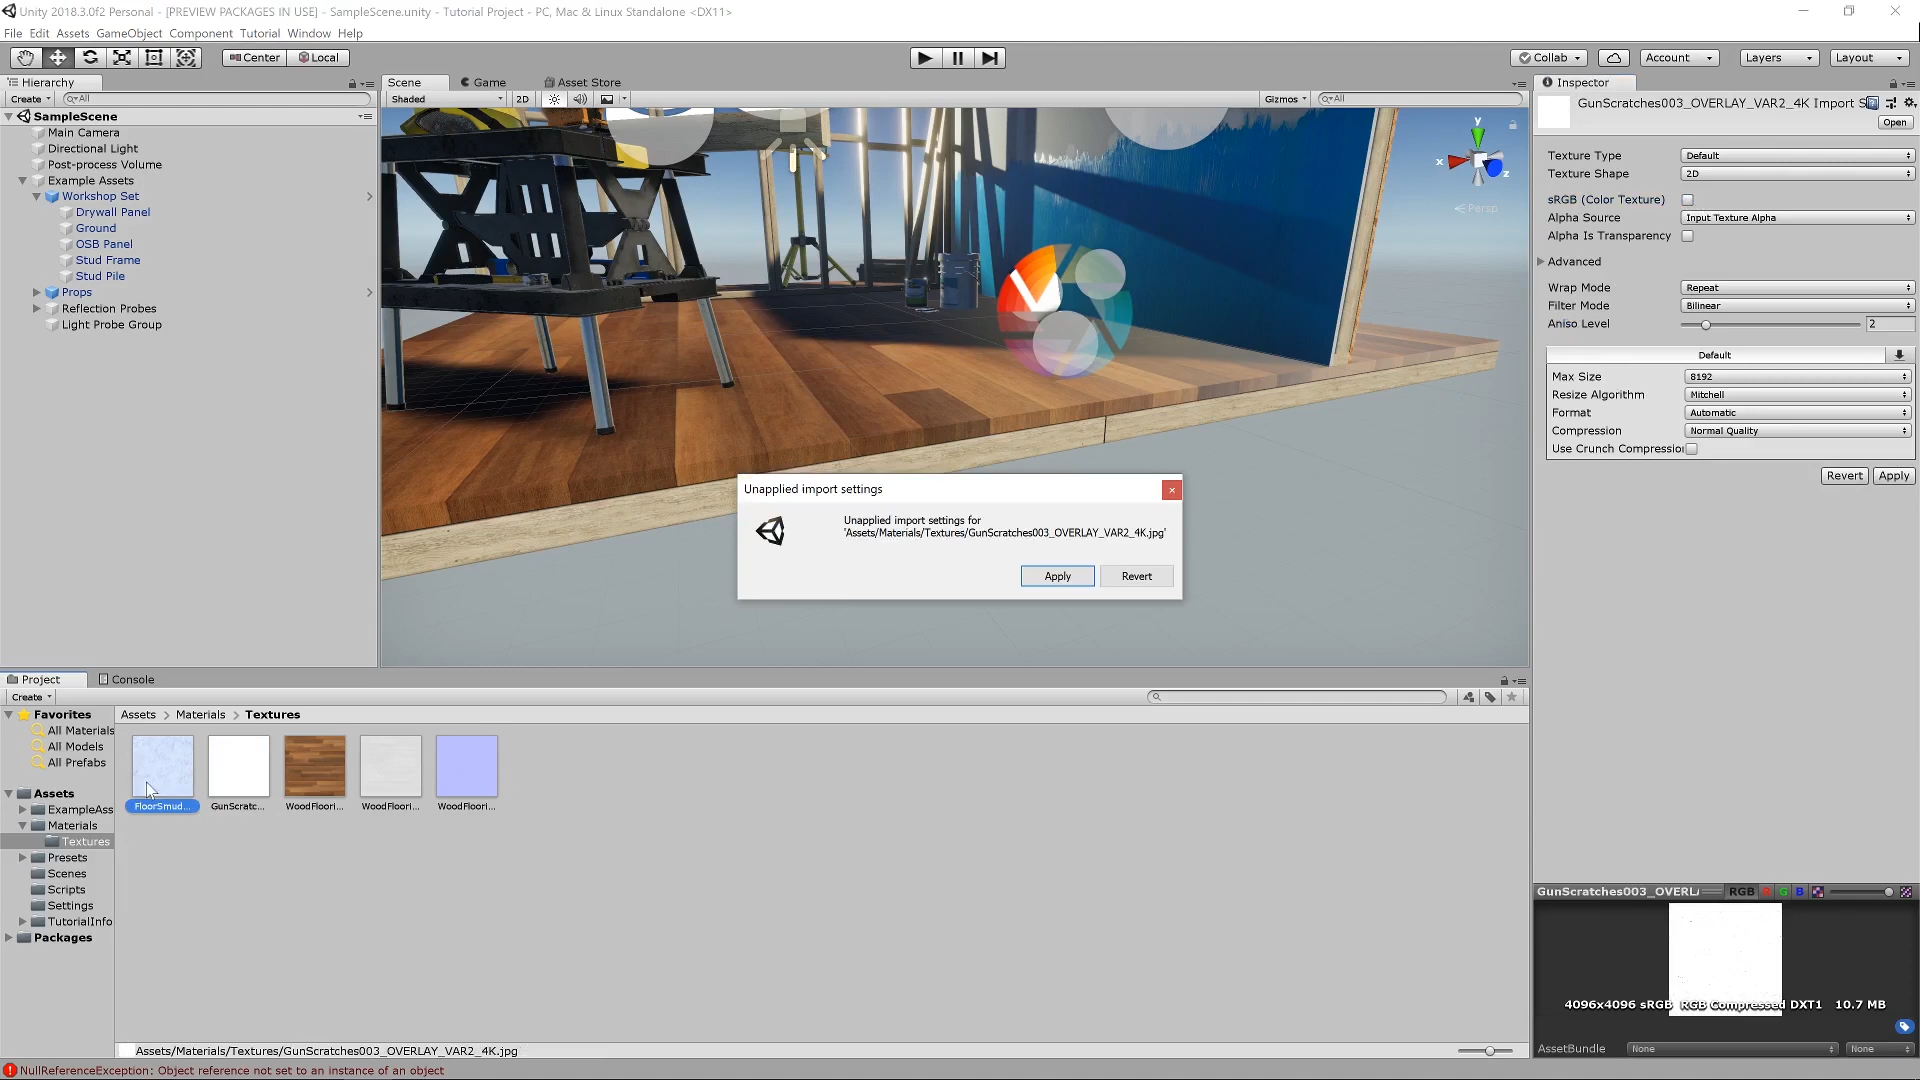 Unity 2018.3.0f2 Personal - [PREVIEW PACKAGES IN USE] - SampleScene.unity - Tutorial Project - PC, Mac & Linux Standalone <DX11>
File Edit Assets GameObject Component Tutorial Window Help
Center Local Collab Account Layers Layout
Hierarchy
Create All
SampleScene
Main Camera
Directional Light
Post-process Volume
Example Assets
Workshop Set
Drywall Panel
Ground
OSB Panel
Stud Frame
Stud Pile
Props
Reflection Probes
Light Probe Group
Scene Game Asset Store
Shaded 2D Gizmos All
y
x
z
Persp
Unapplied import settings
Unapplied import settings for
'Assets/Materials/Textures/GunScratches003_OVERLAY_VAR2_4K.jpg'
Apply Revert
Inspector
GunScratches003_OVERLAY_VAR2_4K Import S
Open
Texture Type Default
Texture Shape 2D
sRGB (Color Texture)
Alpha Source Input Texture Alpha
Alpha Is Transparency
Advanced
Wrap Mode Repeat
Filter Mode Bilinear
Aniso Level 2
Default
Max Size 8192
Resize Algorithm Mitchell
Format Automatic
Compression Normal Quality
Use Crunch Compressio
Revert Apply
Project Console
Create
Favorites
All Materials
All Models
All Prefabs
Assets
ExampleAss
Materials
Textures
Presets
Scenes
Scripts
Settings
TutorialInfo
Packages
Assets > Materials > Textures
FloorSmud... GunScratc... WoodFloori... WoodFloori... WoodFloori...
Assets/Materials/Textures/GunScratches003_OVERLAY_VAR2_4K.jpg
GunScratches003_OVERL RGB R G B
4096x4096 sRGB RGB Compressed DXT1 10.7 MB
AssetBundle None None
NullReferenceException: Object reference not set to an instance of an object